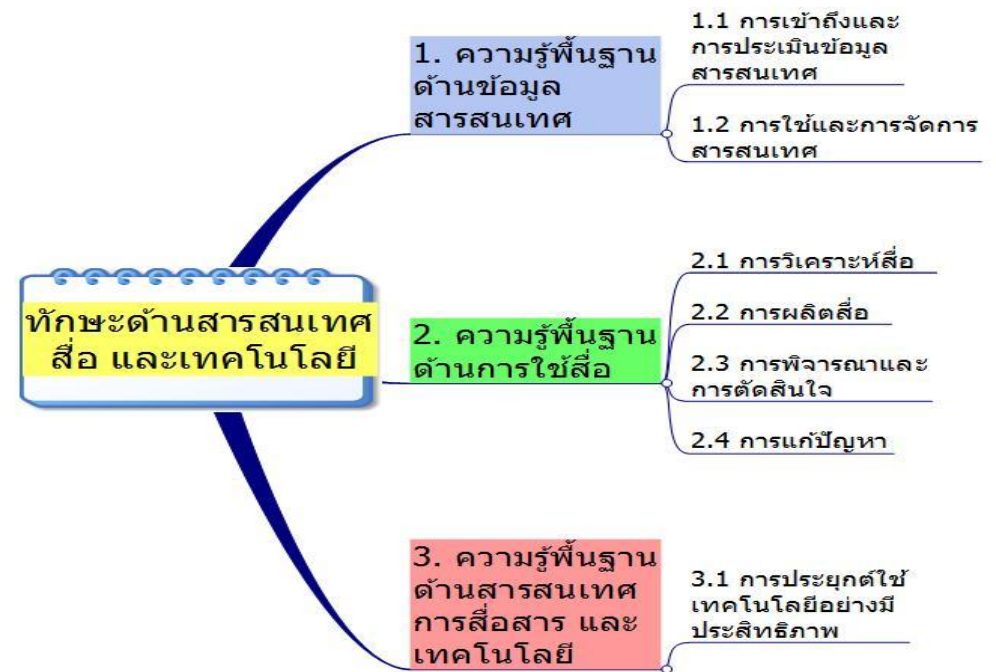 ทักษะด้านสารสนเทศ
สื่อ และเทคโนโลยี
1. ความรู้พื้นฐาน
ด้านข้อมูล
สารสนเทศ
1.1 การเข้าถึงและ
การประเมินข้อมูล
สารสนเทศ
1.2 การใช้และการจัดการ
สารสนเทศ
2. ความรู้พื้นฐาน
ด้านการใช้สื่อ
2.1 การวิเคราะห์สื่อ
2.2 การผลิตสื่อ
2.3 การพิจารณาและ
การตัดสินใจ
2.4 การแก้ปัญหา
3. ความรู้พื้นฐาน
ด้านสารสนเทศ
การสื่อสาร และ
เทคโนโลยี
3.1 การประยุกต์ใช้
เทคโนโลยีอย่างมี
ประสิทธิภาพ